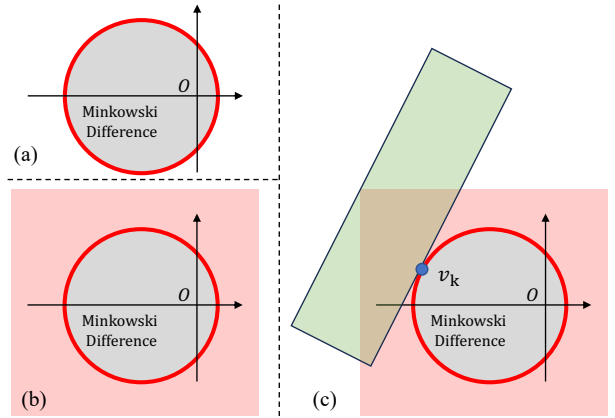 O
Minkowski
Difference
(a)
O
Minkowski
Difference
(b)
v_k
O
Minkowski
Difference
(c)